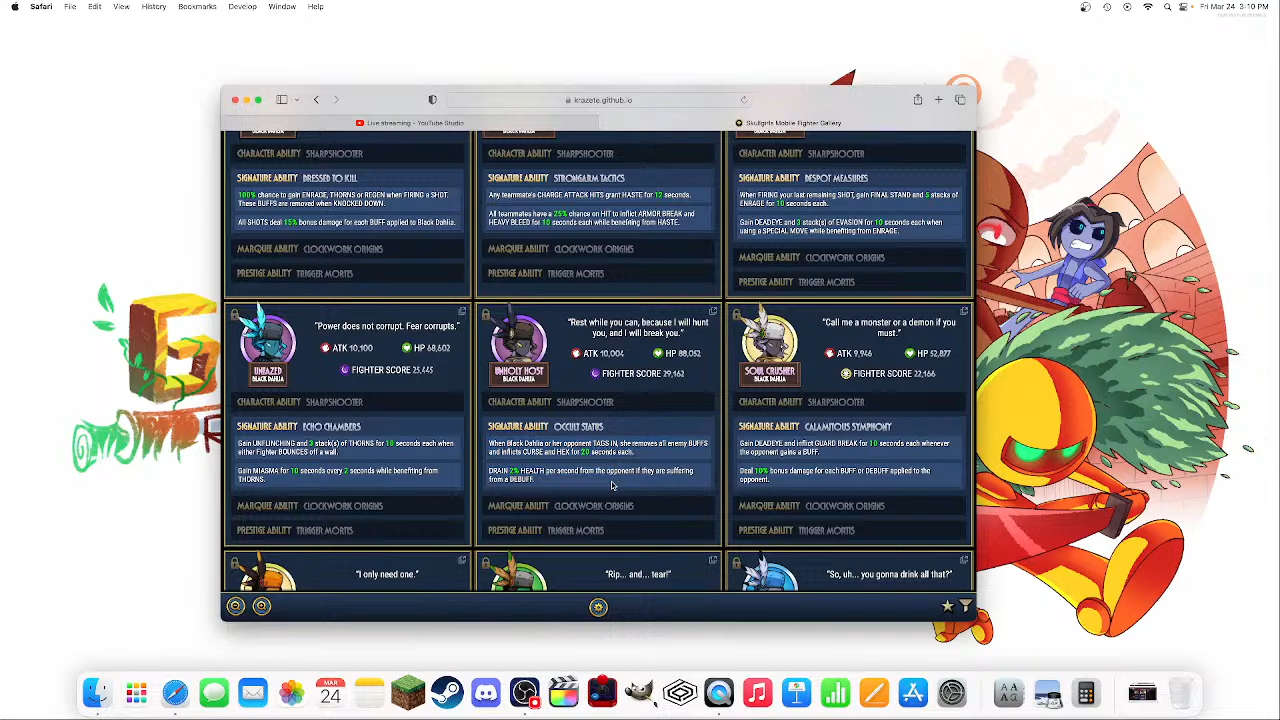 Safari File Edit View History Bookmarks Develop Window Help
Fri Mar 24 3:10 PM
krazete.github.io
Live streaming - YouTube Studio
Skullgirls Mobile Fighter Gallery
BLACK DAHLIA
CHARACTER ABILITY SHARPSHOOTER
SIGNATURE ABILITY DRESSED TO KILL
100% chance to gain ENRAGE, THORNS or REGEN when FIRING A SHOT.
These BUFFS are removed when KNOCKED DOWN.
All SHOTS deal 15% bonus damage for each BUFF applied to Black Dahlia.
MARQUEE ABILITY CLOCKWORK ORIGINS
PRESTIGE ABILITY TRIGGER MORTIS
BLACK DAHLIA
CHARACTER ABILITY SHARPSHOOTER
SIGNATURE ABILITY STRONGARM TACTICS
Any teammate's CHARGE ATTACK HITS grant HASTE for 12 seconds.
All teammates have a 25% chance on HIT to inflict ARMOR BREAK and
HEAVY BLEED for 10 seconds each while benefiting from HASTE.
MARQUEE ABILITY CLOCKWORK ORIGINS
PRESTIGE ABILITY TRIGGER MORTIS
BLACK DAHLIA
CHARACTER ABILITY SHARPSHOOTER
SIGNATURE ABILITY DESPOT MEASURES
When FIRING your last remaining SHOT, gain FINAL STAND and 5 stacks of
ENRAGE for 10 seconds each.
Gain DEADEYE and 3 stack(s) of EVASION for 10 seconds each when
using a SPECIAL MOVE while benefiting from ENRAGE.
MARQUEE ABILITY CLOCKWORK ORIGINS
PRESTIGE ABILITY TRIGGER MORTIS
"Power does not corrupt. Fear corrupts."
ATK 10,100 HP 68,602
FIGHTER SCORE 25,445
UNFAZED
BLACK DAHLIA
CHARACTER ABILITY SHARPSHOOTER
SIGNATURE ABILITY ECHO CHAMBERS
Gain UNFLINCHING and 3 stack(s) of THORNS for 10 seconds each when
either Fighter BOUNCES OFF a wall.
Gain MIASMA for 10 seconds every 2 seconds while benefiting from
THORNS.
MARQUEE ABILITY CLOCKWORK ORIGINS
PRESTIGE ABILITY TRIGGER MORTIS
"Rest while you can, because I will hunt
you, and I will break you."
ATK 10,004 HP 88,052
FIGHTER SCORE 29,162
UNHOLY HOST
BLACK DAHLIA
CHARACTER ABILITY SHARPSHOOTER
SIGNATURE ABILITY OCCULT STATUS
When Black Dahlia or her opponent TAGS IN, she removes all enemy BUFFS
and inflicts CURSE and HEX for 20 seconds each.
DRAIN 2% HEALTH per second from the opponent if they are suffering
from a DEBUFF.
MARQUEE ABILITY CLOCKWORK ORIGINS
PRESTIGE ABILITY TRIGGER MORTIS
"Call me a monster or a demon if you
must."
ATK 9,946 HP 52,877
FIGHTER SCORE 22,166
SOUL CRUSHER
BLACK DAHLIA
CHARACTER ABILITY SHARPSHOOTER
SIGNATURE ABILITY CALAMITOUS SYMPHONY
Gain DEADEYE and inflict GUARD BREAK for 10 seconds each whenever
the opponent gains a BUFF.
Deal 10% bonus damage for each BUFF or DEBUFF applied to the
opponent.
MARQUEE ABILITY CLOCKWORK ORIGINS
PRESTIGE ABILITY TRIGGER MORTIS
"I only need one."
"Rip... and... tear!"
"So, uh... you gonna drink all that?"
MAR
24